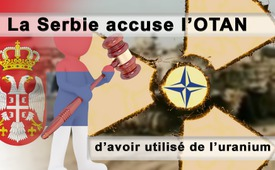 La Serbie accuse l’OTAN
d’avoir utilisé de l’uranium